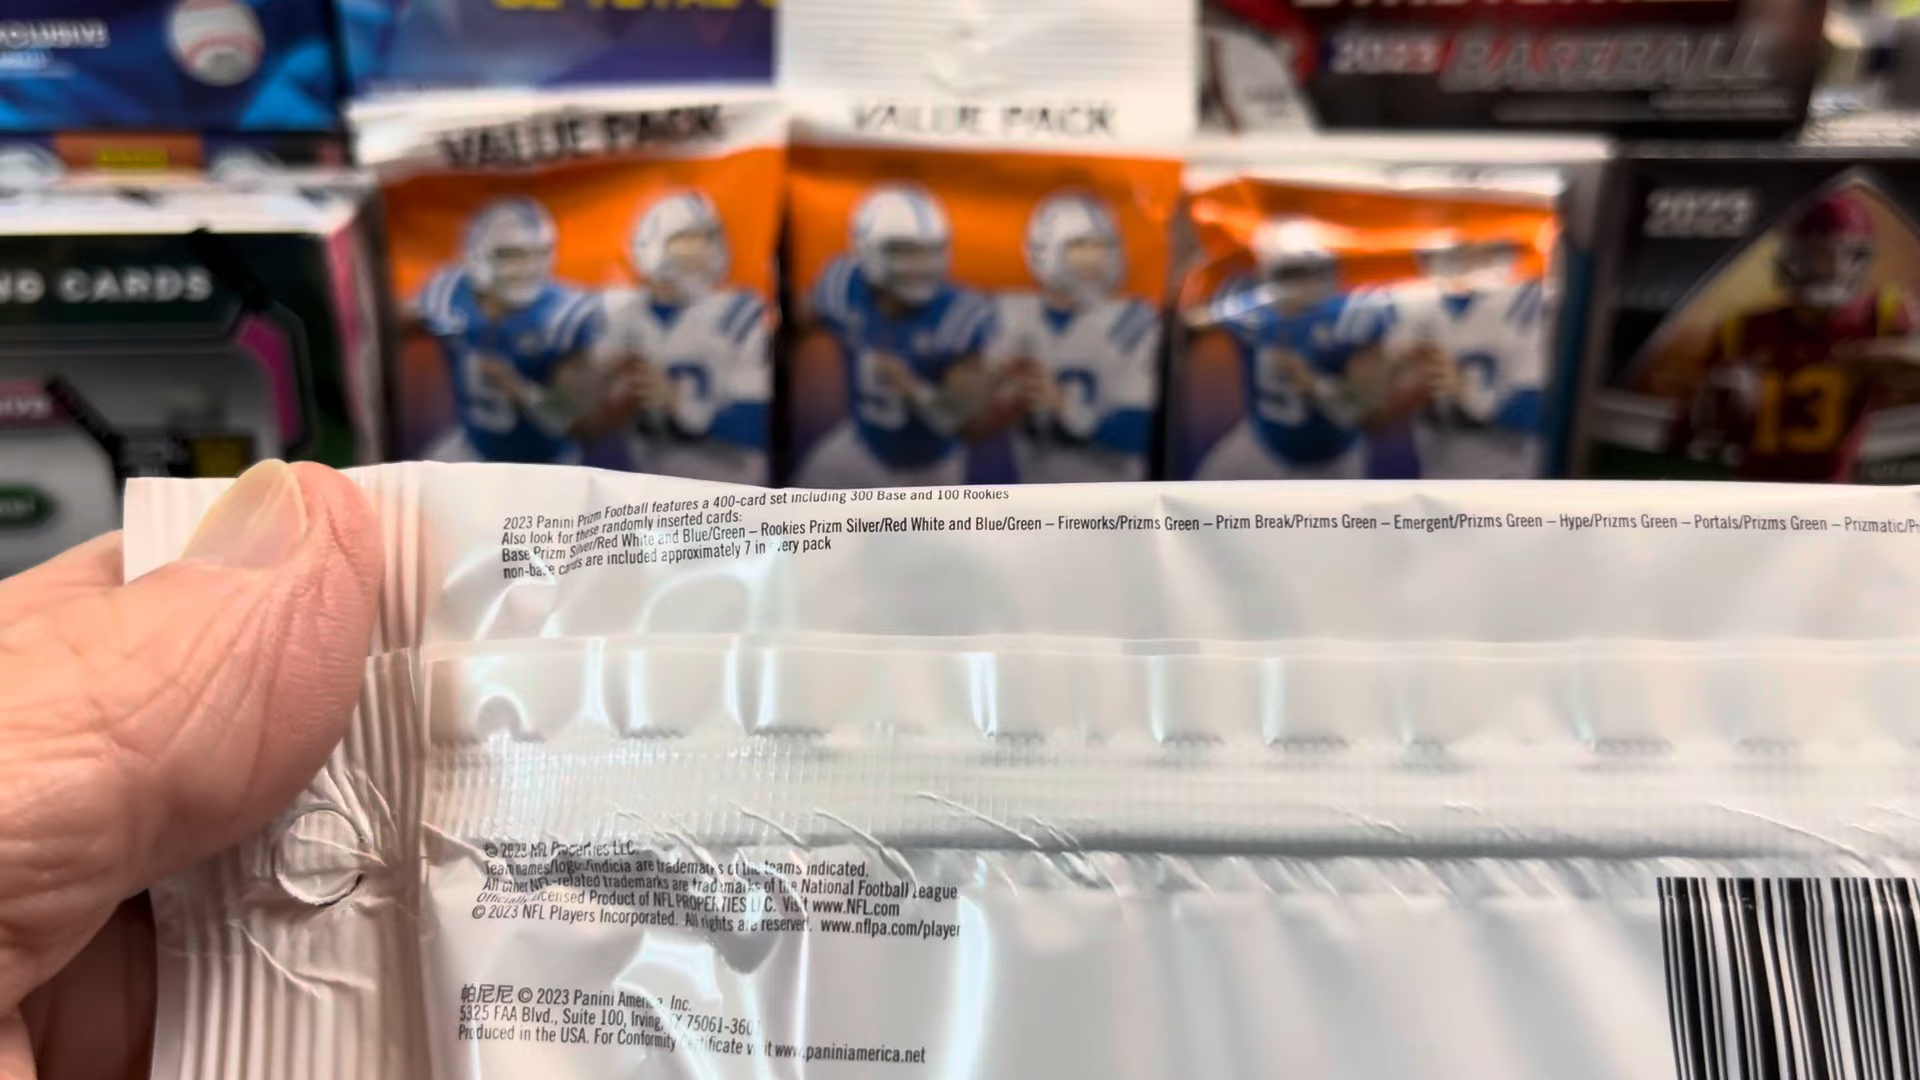 CLUSIVE
2023 BASEBALL
VALUE PACK
VALUE PACK
2023
NG CARDS
13
2023 Panini Prizm Football features a 400-card set including 300 Base and 100 Rookies
Also look for these randomly inserted cards:
Base Prizm Silver/Red White and Blue/Green – Rookies Prizm Silver/Red White and Blue/Green – Fireworks/Prizms Green – Prizm Break/Prizms Green – Emergent/Prizms Green – Hype/Prizms Green – Portals/Prizms Green – Prizmatic/Pr
non-base cards are included approximately 7 in every pack
© 2023 NFL Properties LLC.
Team names/logos/indicia are trademarks of the teams indicated.
All other NFL-related trademarks are trademarks of the National Football League
Officially Licensed Product of NFL PROPERTIES LLC. Visit www.NFL.com
© 2023 NFL Players Incorporated. All rights are reserved. www.nflpa.com/player
帕尼尼 © 2023 Panini America, Inc.
5325 FAA Blvd., Suite 100, Irving, TX 75061-360
Produced in the USA. For Conformity Certificate visit www.paniniamerica.net